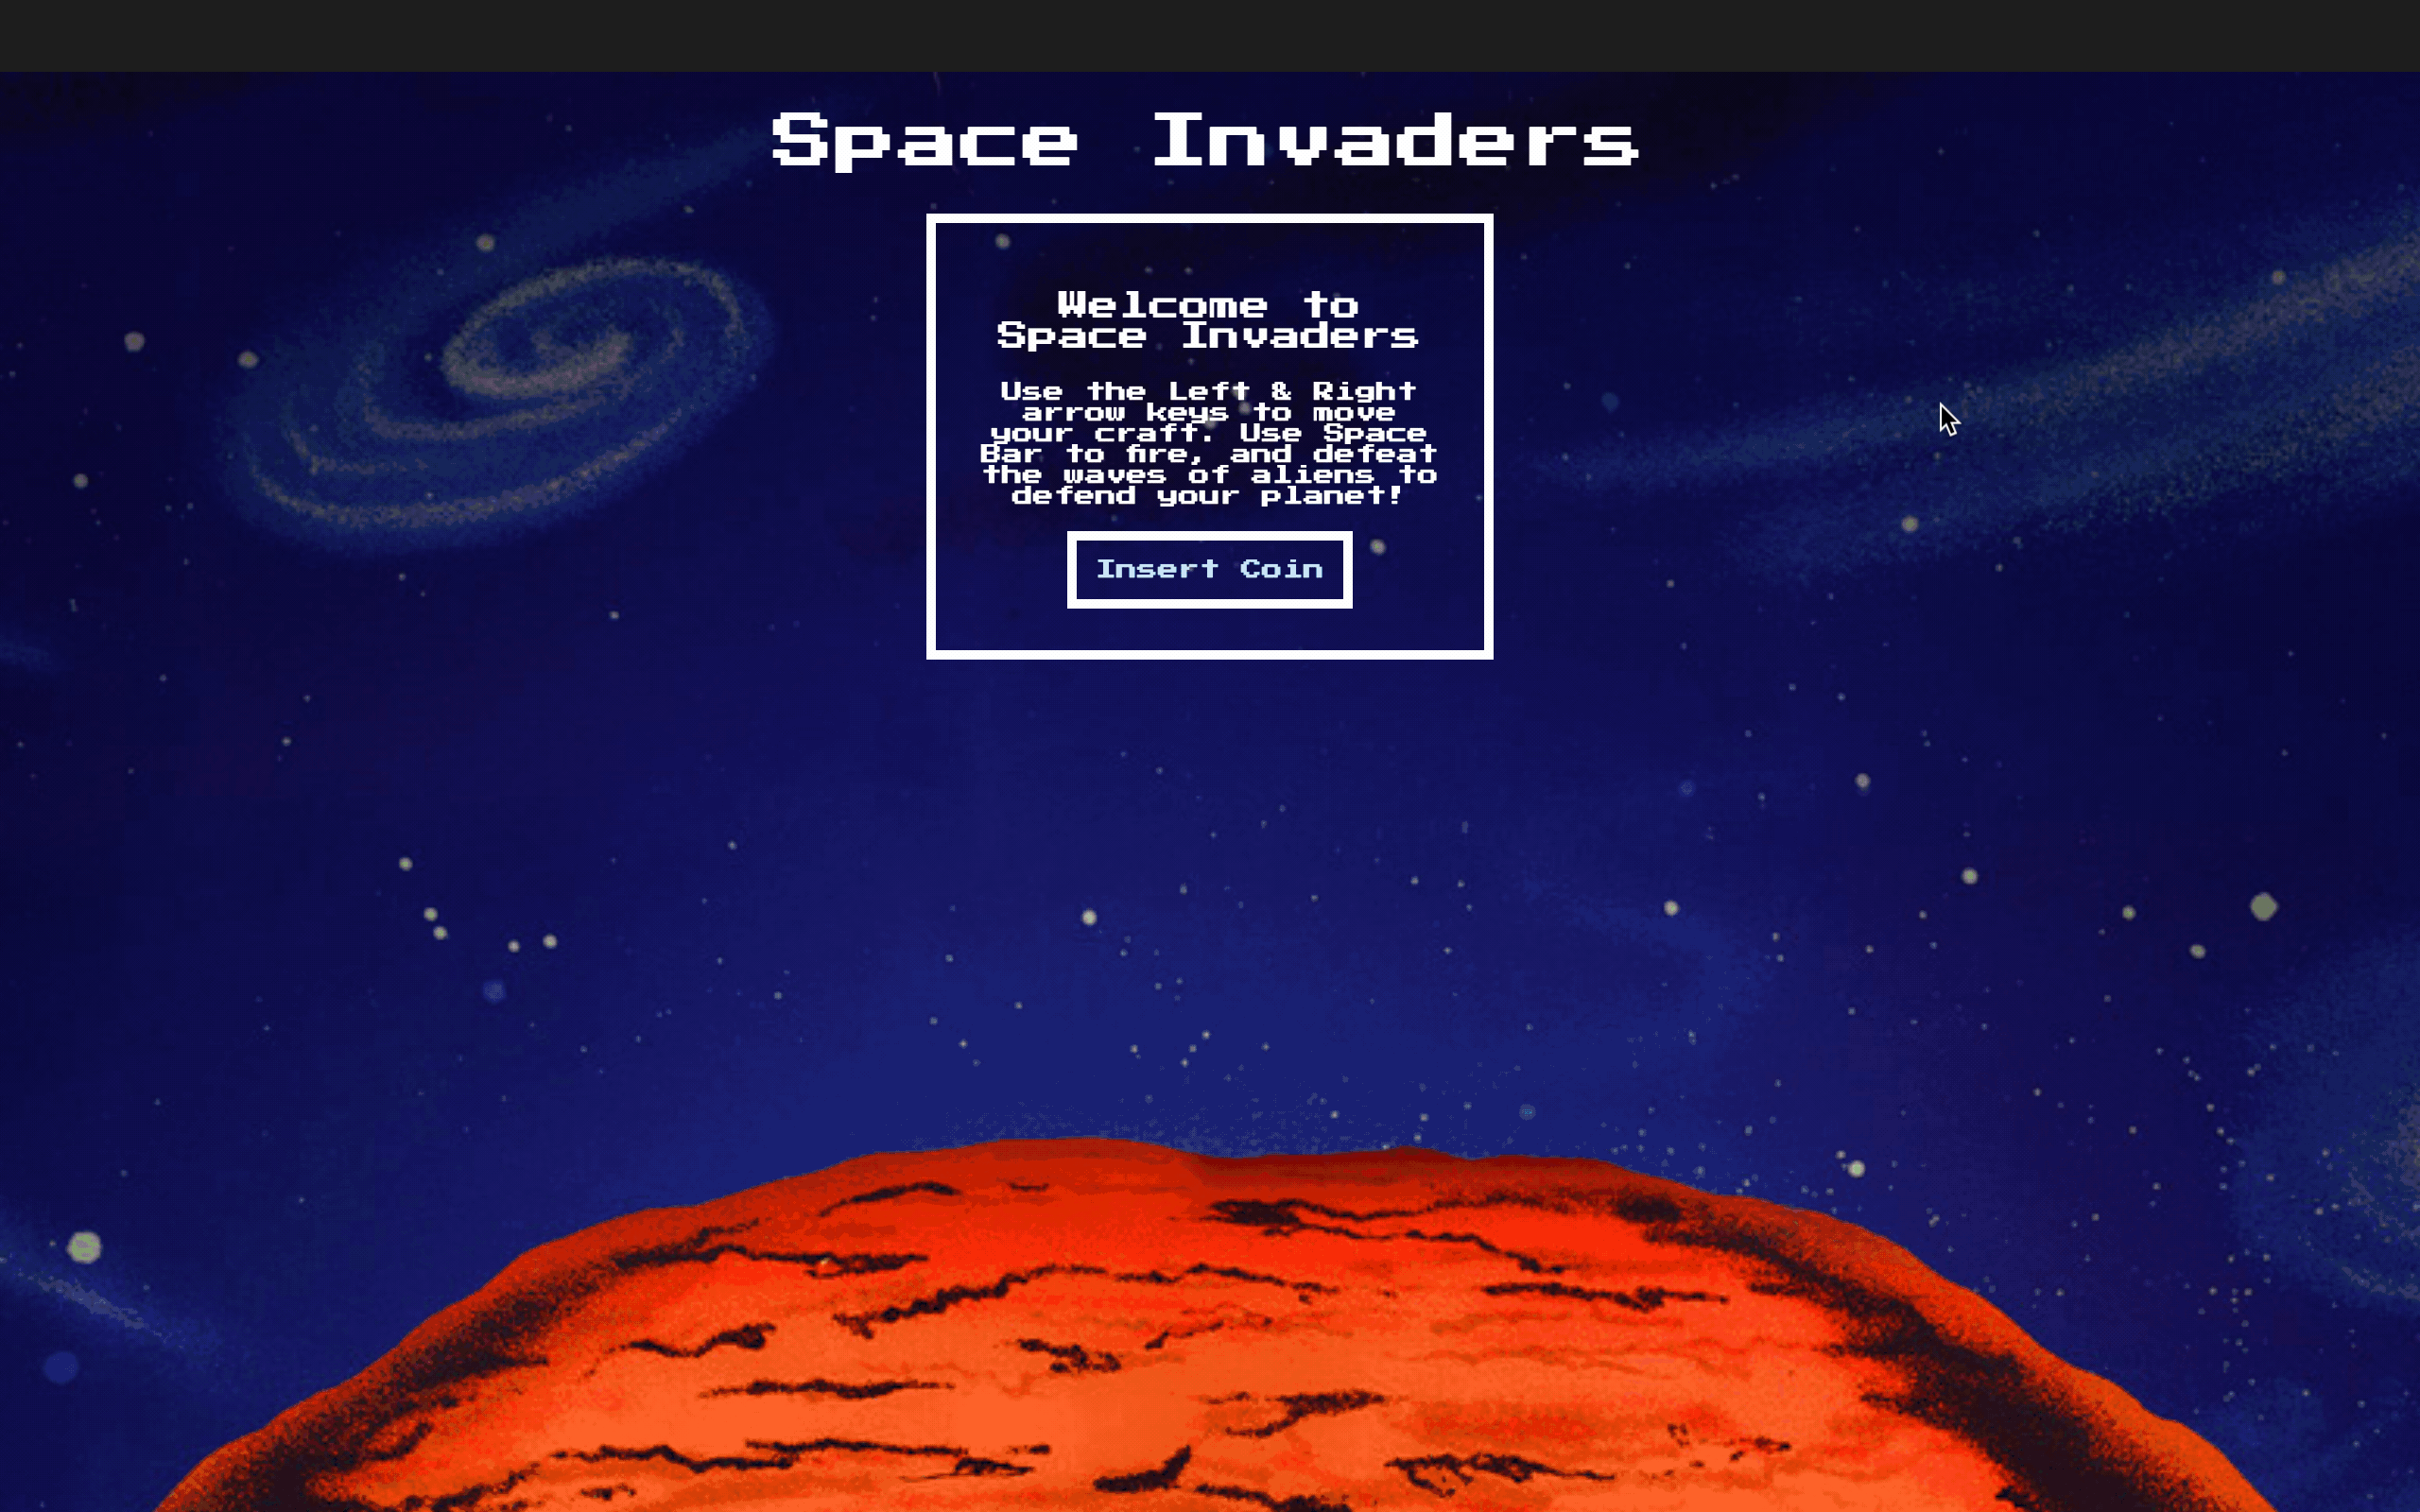 Space Invaders
Welcome to
Space Invaders
Use the Left & Right
arrow keys to move
your craft. Use Space
Bar to fire, and defeat
the waves of aliens to
defend your planet!
Insert Coin